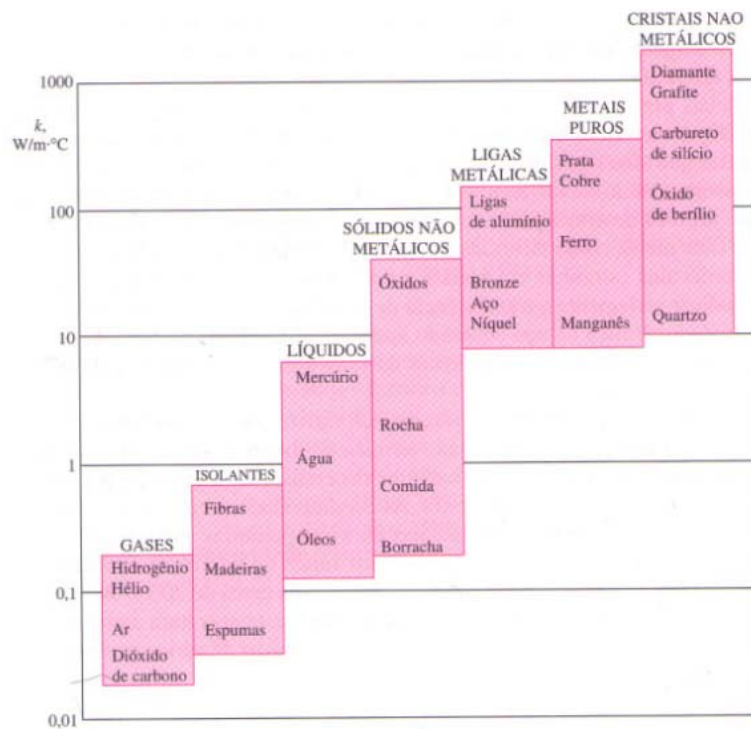 CRISTAIS NAO
METÁLICOS
Diamante
Grafite
Carbureto
de silício
Óxido
de berílio
Quartzo
METAIS
PUROS
Prata
Cobre
Ferro
Manganês
LIGAS
METÁLICAS
Ligas
de alumínio
Bronze
Aço
Níquel
SÓLIDOS NÃO
METÁLICOS
Óxidos
Rocha
Comida
Borracha
LÍQUIDOS
Mercúrio
Água
Óleos
ISOLANTES
Fibras
Madeiras
Espumas
GASES
Hidrogênio
Hélio
Ar
Dióxido
de carbono
1000
k,
W/m·°C
100
10
1
0,1
0,01